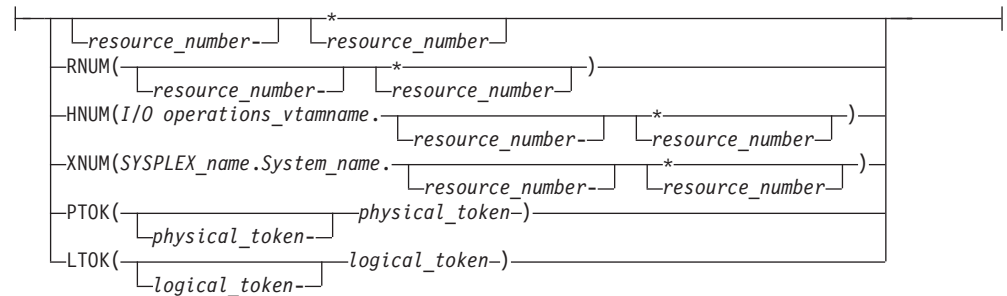 *
resource_number- resource_number
RNUM( * )
resource_number- resource_number
HNUM(I/O operations_vtamname. * )
resource_number- resource_number
XNUM(SYSPLEX_name.System_name. * )
resource_number- resource_number
PTOK( physical_token )
physical_token-
LTOK( logical_token )
logical_token-